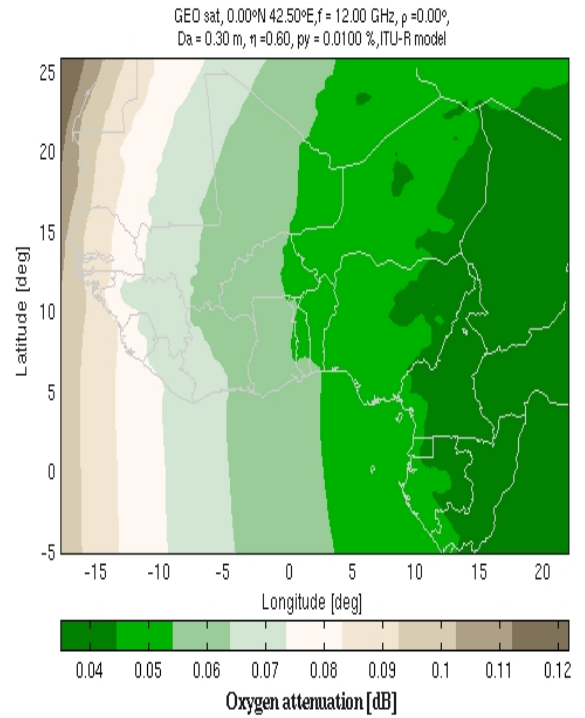 GEO sat, 0.00ºN 42.50ºE,f = 12.00 GHz, ρ =0.00º,
Da = 0.30 m, η =0.60, py = 0.0100 %,ITU-R model
25
20
15
10
5
0
-5
Latitude [deg]
-15 -10 -5 0 5 10 15 20
Longitude [deg]
0.04 0.05 0.06 0.07 0.08 0.09 0.1 0.11 0.12
Oxygen attenuation [dB]